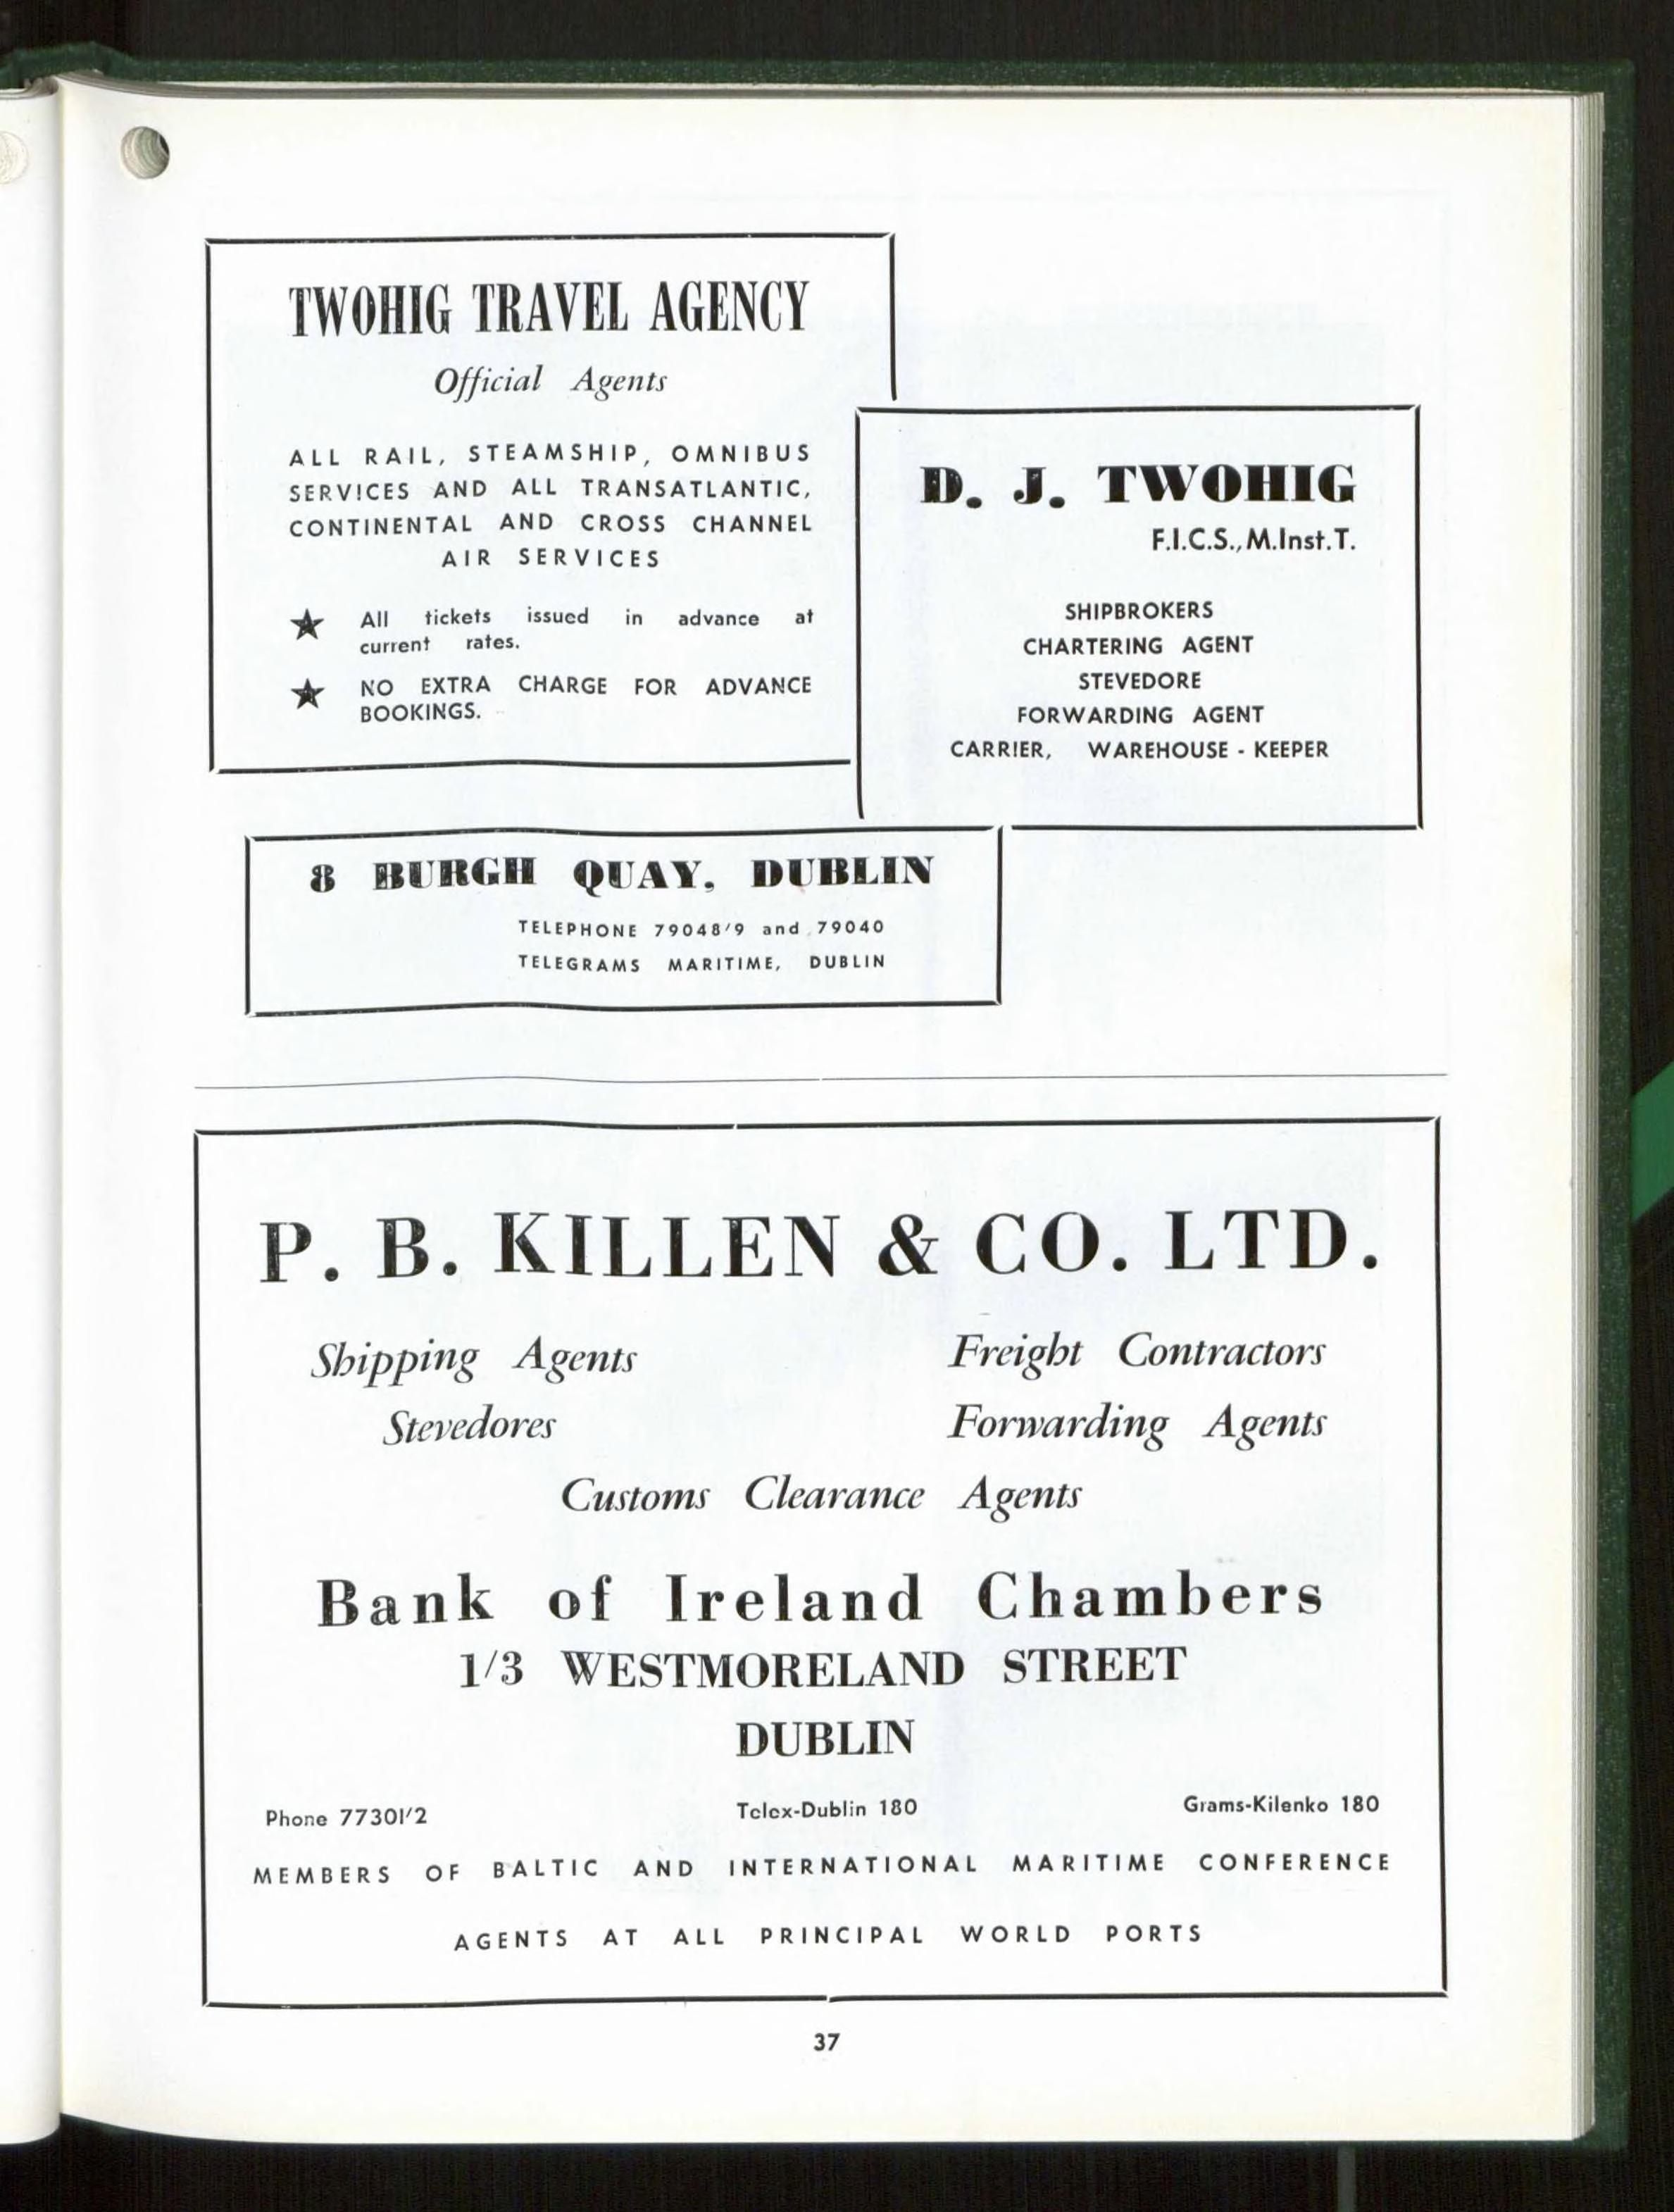 TWOHIG TRAVEL AGENCY
Official Agents
ALL RAIL, STEAMSHIP, OMNIBUS
SERVICES AND ALL TRANSATLANTIC,
CONTINENTAL AND CROSS CHANNEL
AIR SERVICES
★ All tickets issued in advance at
current rates.
★ NO EXTRA CHARGE FOR ADVANCE
BOOKINGS.
D. J. TWOHIG
F.I.C.S., M.Inst.T.
SHIPBROKERS
CHARTERING AGENT
STEVEDORE
FORWARDING AGENT
CARRIER, WAREHOUSE - KEEPER
8 BURGH QUAY, DUBLIN
TELEPHONE 79048/9 and 79040
TELEGRAMS MARITIME, DUBLIN
P. B. KILLEN & CO. LTD.
Shipping Agents Freight Contractors
Stevedores Forwarding Agents
Customs Clearance Agents
Bank of Ireland Chambers
1/3 WESTMORELAND STREET
DUBLIN
Phone 77301/2 Telex-Dublin 180 Grams-Kilenko 180
MEMBERS OF BALTIC AND INTERNATIONAL MARITIME CONFERENCE
AGENTS AT ALL PRINCIPAL WORLD PORTS
37